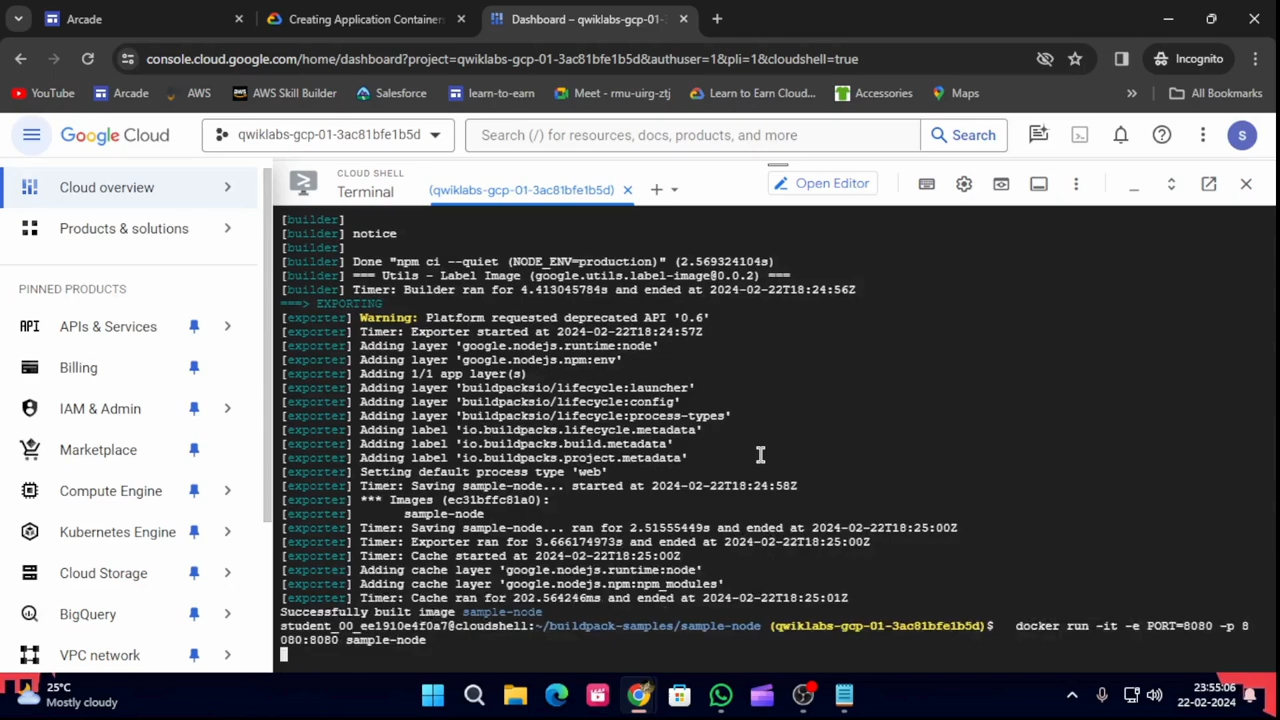 Arcade
Creating Application Containers
Dashboard – qwiklabs-gcp-01-3
console.cloud.google.com/home/dashboard?project=qwiklabs-gcp-01-3ac81bfe1b5d&authuser=1&pli=1&cloudshell=true
Incognito
YouTube
Arcade
AWS
AWS Skill Builder
Salesforce
learn-to-earn
Meet - rmu-uirg-ztj
Learn to Earn Cloud...
Accessories
Maps
»
All Bookmarks
Google Cloud
qwiklabs-gcp-01-3ac81bfe1b5d
Search (/) for resources, docs, products, and more
Search
S
Cloud overview
Products & solutions
PINNED PRODUCTS
API APIs & Services
Billing
IAM & Admin
Marketplace
Compute Engine
Kubernetes Engine
Cloud Storage
BigQuery
VPC network
CLOUD SHELL
Terminal
(qwiklabs-gcp-01-3ac81bfe1b5d)
Open Editor
[builder]
[builder] notice
[builder]
[builder] Done "npm ci --quiet (NODE_ENV=production)" (2.569324104s)
[builder] === Utils - Label Image (google.utils.label-image@0.0.2) ===
[builder] Timer: Builder ran for 4.413045784s and ended at 2024-02-22T18:24:56Z
===> EXPORTING
[exporter] Warning: Platform requested deprecated API '0.6'
[exporter] Timer: Exporter started at 2024-02-22T18:24:57Z
[exporter] Adding layer 'google.nodejs.runtime:node'
[exporter] Adding layer 'google.nodejs.npm:env'
[exporter] Adding 1/1 app layer(s)
[exporter] Adding layer 'buildpacksio/lifecycle:launcher'
[exporter] Adding layer 'buildpacksio/lifecycle:config'
[exporter] Adding layer 'buildpacksio/lifecycle:process-types'
[exporter] Adding label 'io.buildpacks.lifecycle.metadata'
[exporter] Adding label 'io.buildpacks.build.metadata'
[exporter] Adding label 'io.buildpacks.project.metadata'
[exporter] Setting default process type 'web'
[exporter] Timer: Saving sample-node... started at 2024-02-22T18:24:58Z
[exporter] *** Images (ec31bffc81a0):
[exporter] sample-node
[exporter] Timer: Saving sample-node... ran for 2.51555449s and ended at 2024-02-22T18:25:00Z
[exporter] Timer: Exporter ran for 3.666174973s and ended at 2024-02-22T18:25:00Z
[exporter] Timer: Cache started at 2024-02-22T18:25:00Z
[exporter] Adding cache layer 'google.nodejs.runtime:node'
[exporter] Adding cache layer 'google.nodejs.npm:npm_modules'
[exporter] Timer: Cache ran for 202.564246ms and ended at 2024-02-22T18:25:01Z
Successfully built image sample-node
student_00_ee1910e4f0a7@cloudshell:~/buildpack-samples/sample-node (qwiklabs-gcp-01-3ac81bfe1b5d)$ docker run -it -e PORT=8080 -p 8
080:8080 sample-node
25°C
Mostly cloudy
23:55:06
22-02-2024